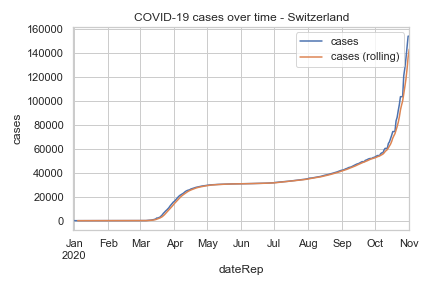 COVID-19 cases over time - Switzerland
cases
cases (rolling)
160000
140000
120000
100000
80000
60000
40000
20000
0
cases
Jan Feb Mar Apr May Jun Jul Aug Sep Oct Nov
2020
dateRep